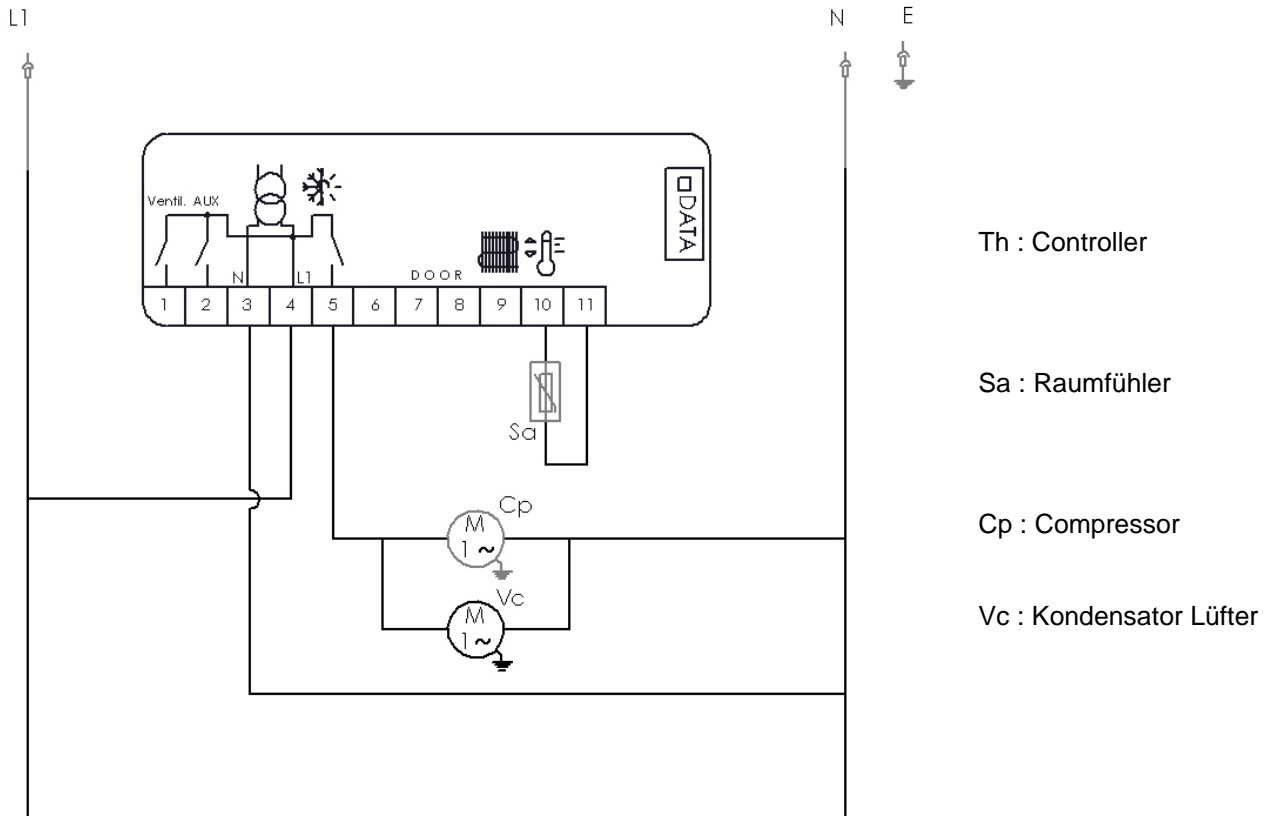 L1 N E
DATA
Ventil. AUX
N L1 DOOR
1 2 3 4 5 6 7 8 9 10 11
Th : Controller
Sa : Raumfühler
Sa
Cp
M
1 ~
Cp : Compressor
Vc
M
1 ~
Vc : Kondensator Lüfter